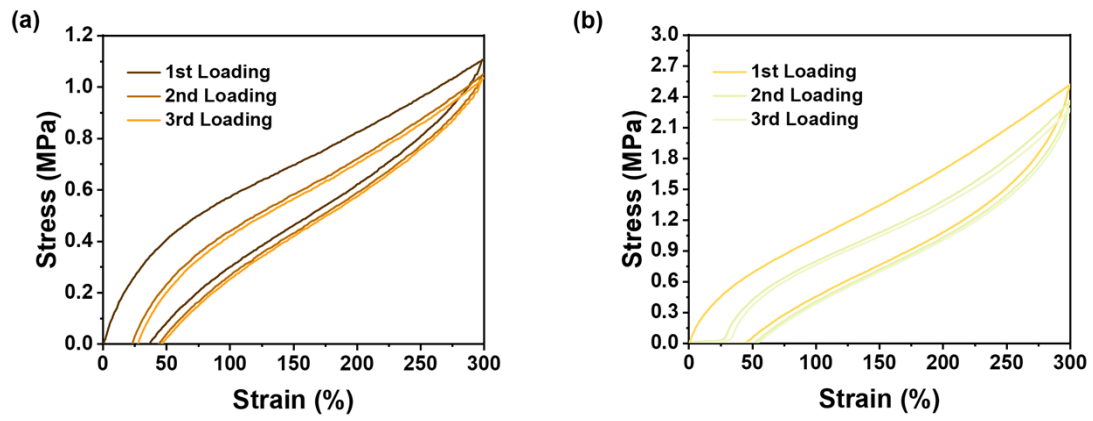 (a)
1.2
1.0
0.8
0.6
0.4
0.2
0.0
Stress (MPa)
1st Loading
2nd Loading
3rd Loading
0 50 100 150 200 250 300
Strain (%)
(b)
3.0
2.7
2.4
2.1
1.8
1.5
1.2
0.9
0.6
0.3
0.0
Stress (MPa)
1st Loading
2nd Loading
3rd Loading
0 50 100 150 200 250 300
Strain (%)